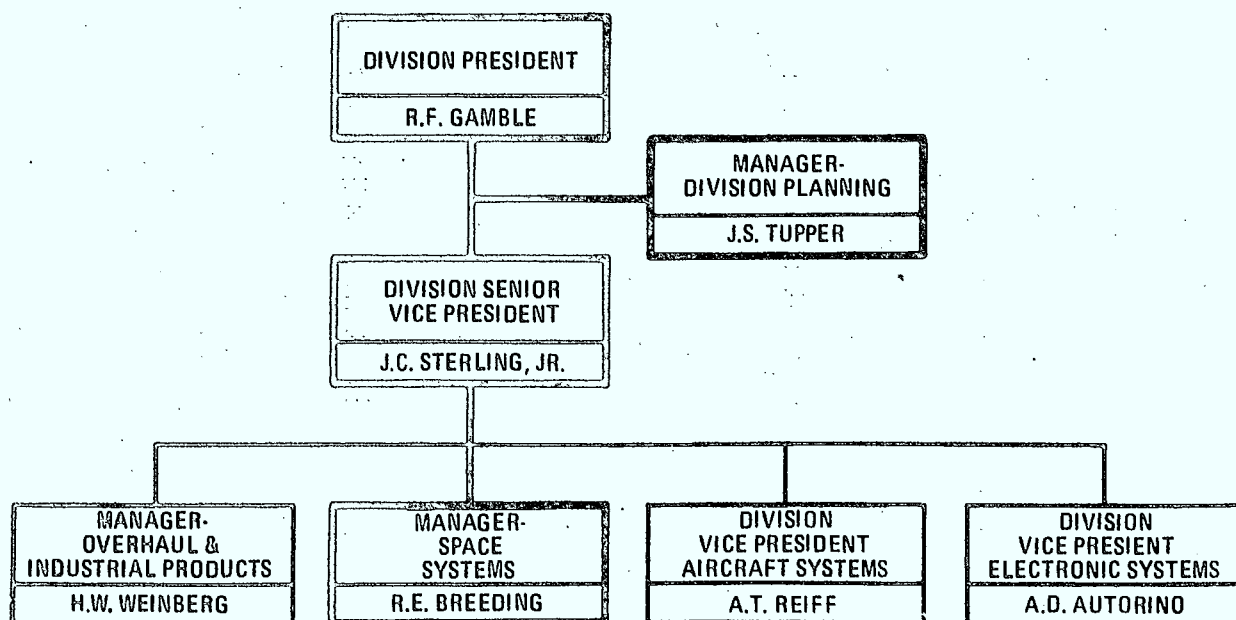 DIVISION PRESIDENT
R.F. GAMBLE
MANAGER-
DIVISION PLANNING
J.S. TUPPER
DIVISION SENIOR
VICE PRESIDENT
J.C. STERLING, JR.
MANAGER-
OVERHAUL &
INDUSTRIAL PRODUCTS
H.W. WEINBERG
MANAGER-
SPACE
SYSTEMS
R.E. BREEDING
DIVISION
VICE PRESIDENT
AIRCRAFT SYSTEMS
A.T. REIFF
DIVISION
VICE PRESIENT
ELECTRONIC SYSTEMS
A.D. AUTORINO